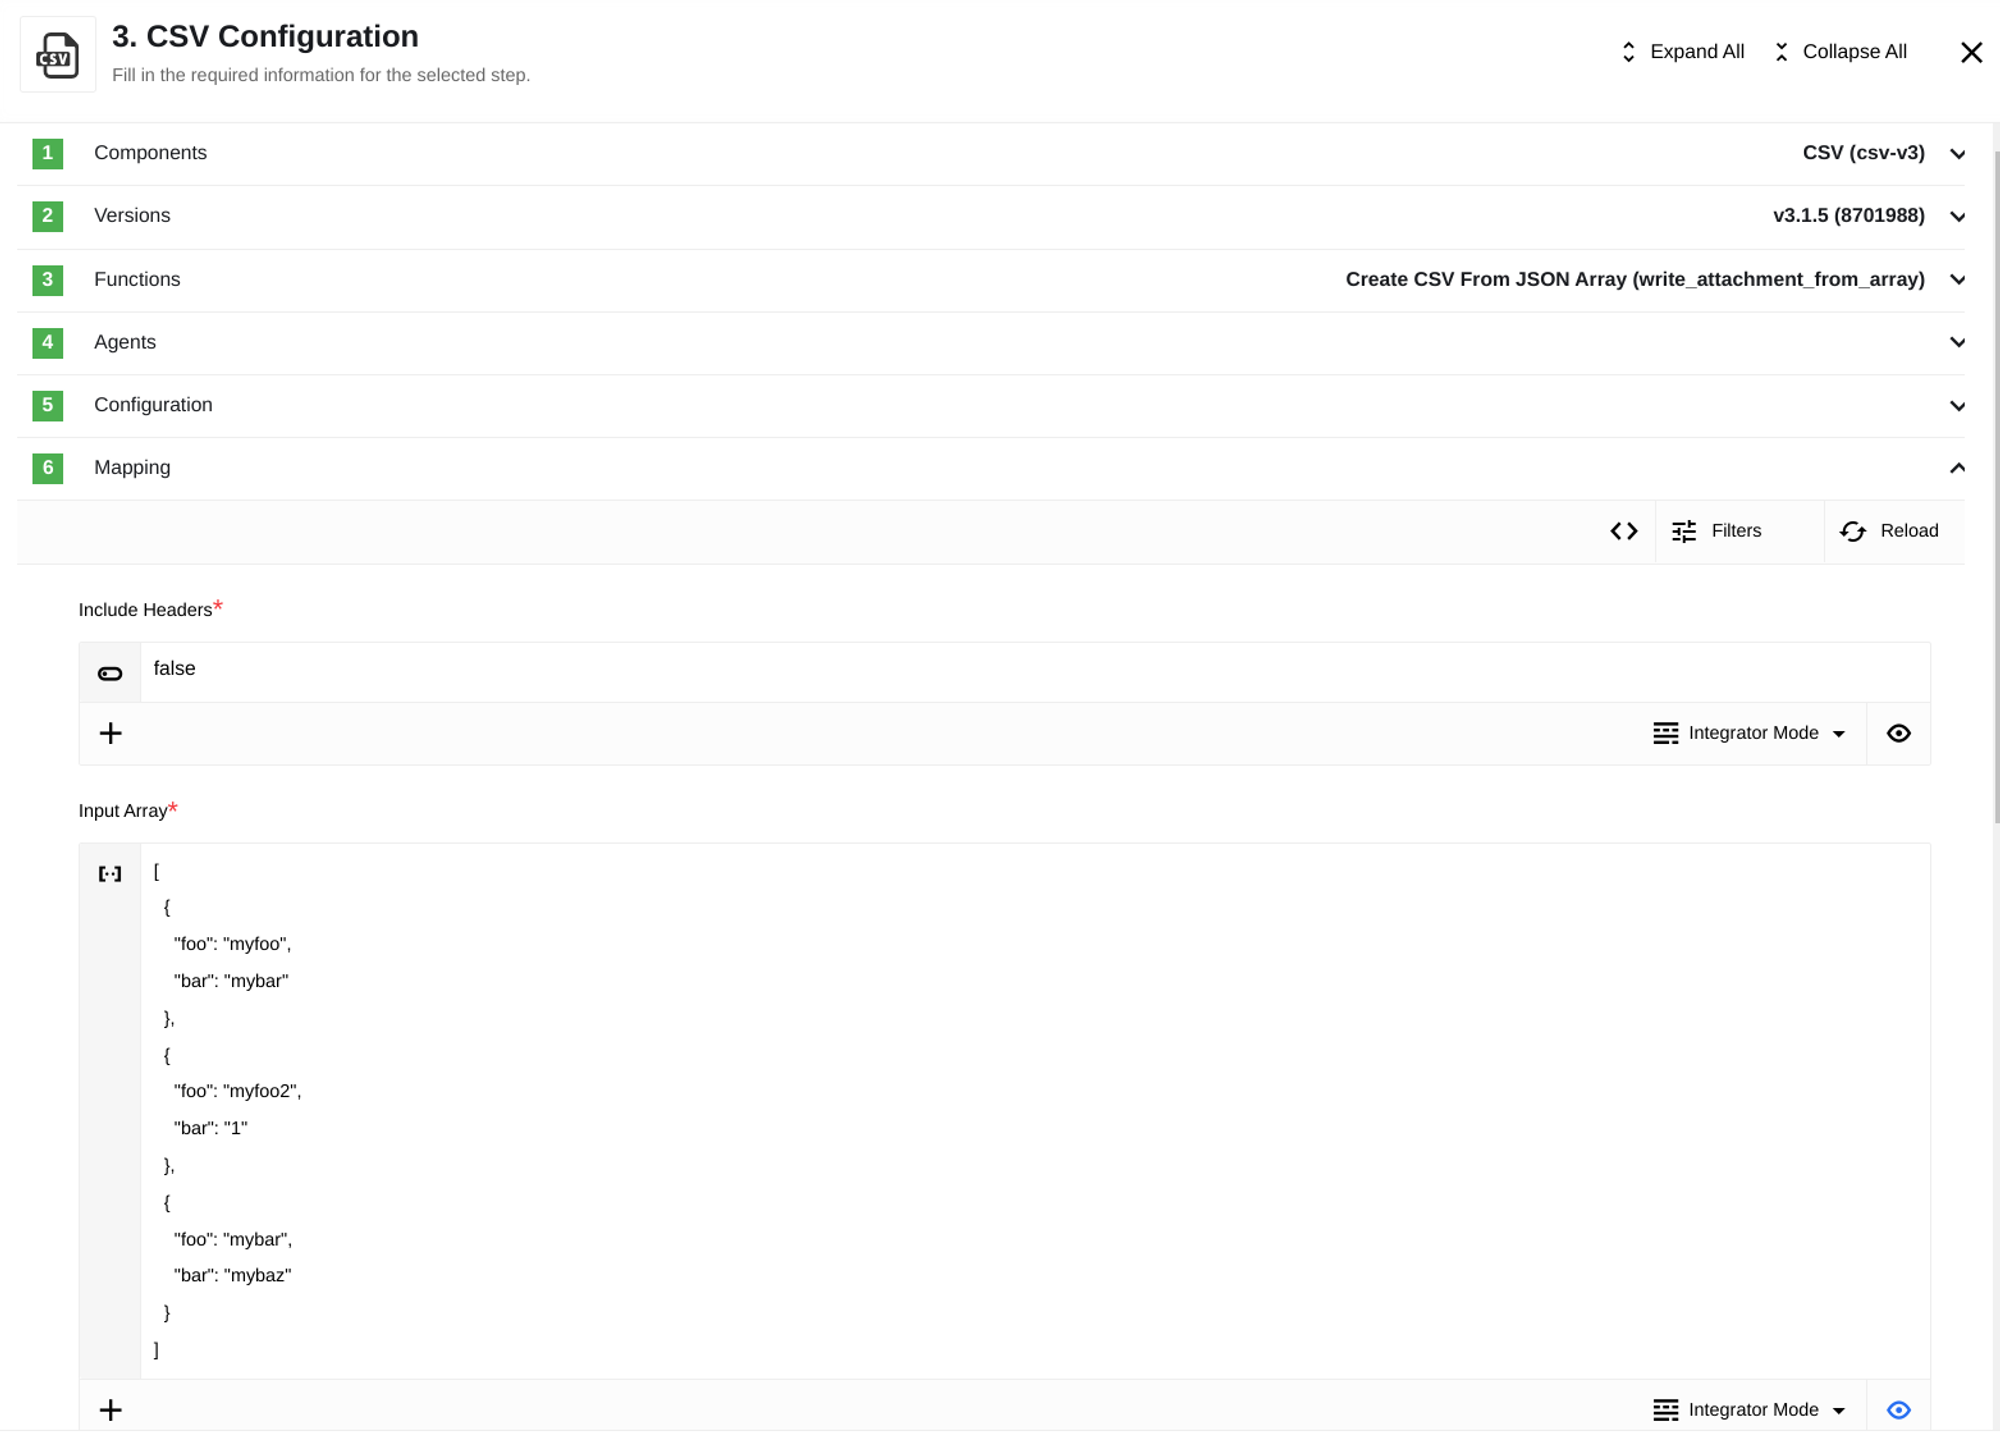 CSV
3. CSV Configuration
Fill in the required information for the selected step.
Expand All
Collapse All
1 Components CSV (csv-v3)
2 Versions v3.1.5 (8701988)
3 Functions Create CSV From JSON Array (write_attachment_from_array)
4 Agents
5 Configuration
6 Mapping
Filters Reload
Include Headers*
false
Integrator Mode
Input Array*
[
{
"foo": "myfoo",
"bar": "mybar"
},
{
"foo": "myfoo2",
"bar": "1"
},
{
"foo": "mybar",
"bar": "mybaz"
}
]
Integrator Mode